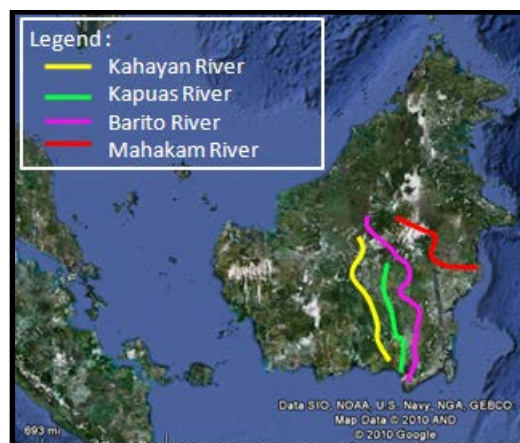 Legend :
Kahayan River
Kapuas River
Barito River
Mahakam River
Data SIO, NOAA, U.S. Navy, NGA, GEBCO
Map Data © 2010 AND
693 mi
© 2010 Google